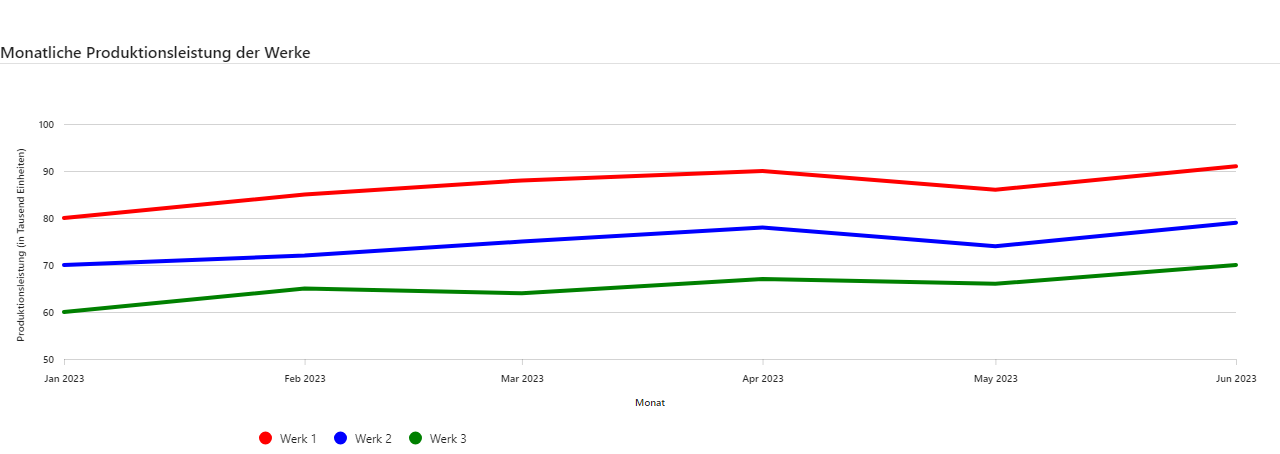 Monatliche Produktionsleistung der Werke
Produktionsleistung (in Tausend Einheiten)
100
90
80
70
60
50
Jan 2023 Feb 2023 Mar 2023 Apr 2023 May 2023 Jun 2023
Monat
Werk 1 Werk 2 Werk 3